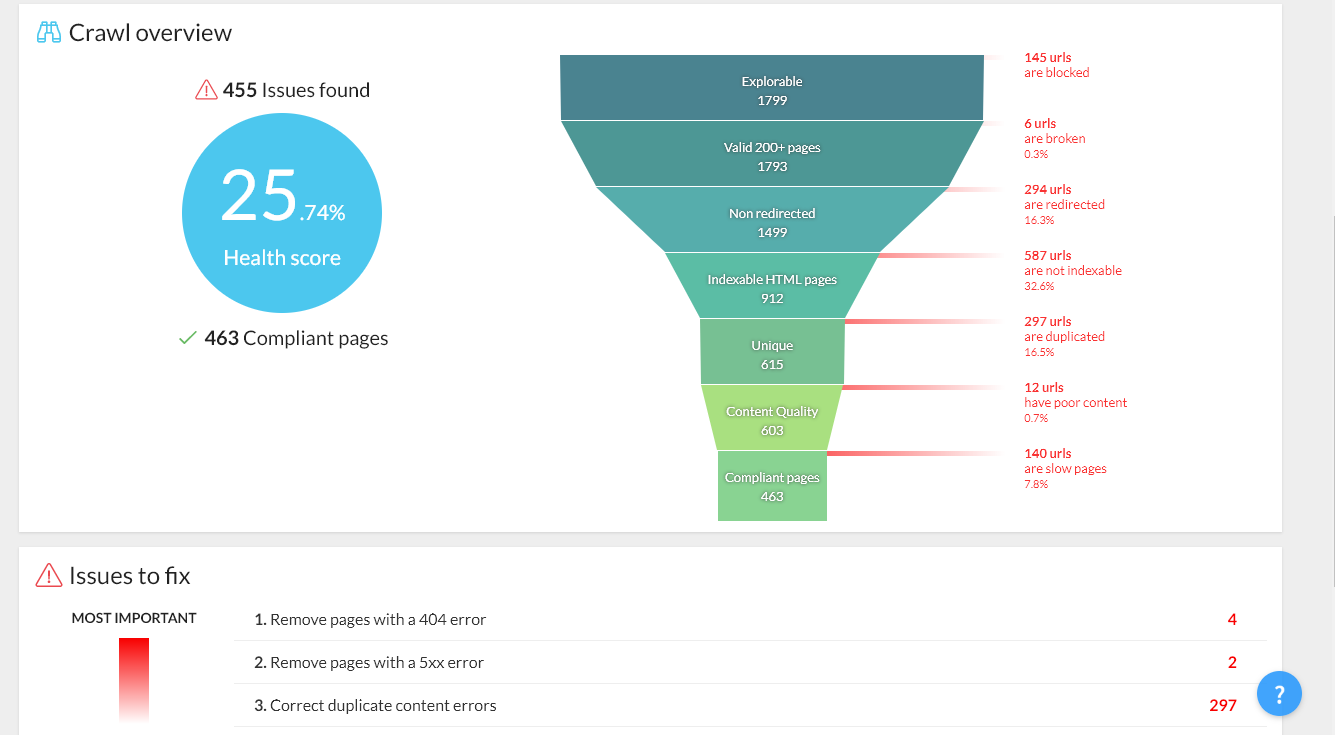 Crawl overview
455 Issues found
25.74%
Health score
463 Compliant pages
Explorable
1799
Valid 200+ pages
1793
Non redirected
1499
Indexable HTML pages
912
Unique
615
Content Quality
603
Compliant pages
463
145 urls
are blocked
6 urls
are broken
0.3%
294 urls
are redirected
16.3%
587 urls
are not indexable
32.6%
297 urls
are duplicated
16.5%
12 urls
have poor content
0.7%
140 urls
are slow pages
7.8%
Issues to fix
MOST IMPORTANT
1. Remove pages with a 404 error 4
2. Remove pages with a 5xx error 2
3. Correct duplicate content errors 297
?